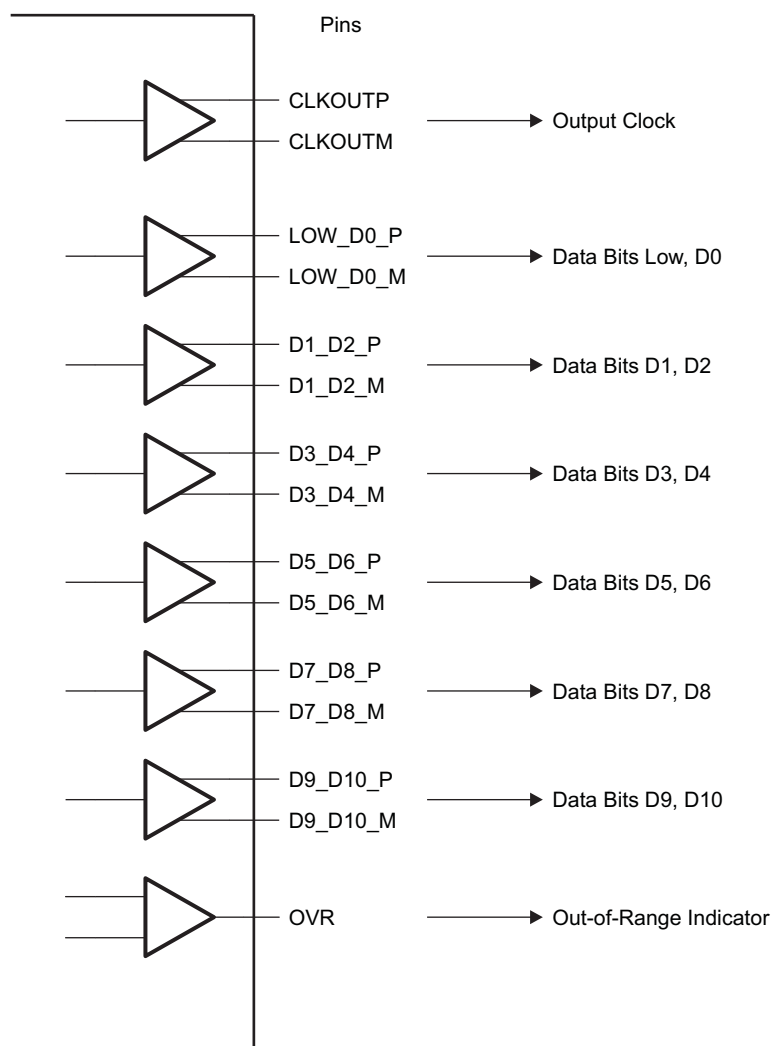 Pins
CLKOUTP
CLKOUTM
Output Clock
LOW_D0_P
LOW_D0_M
Data Bits Low, D0
D1_D2_P
D1_D2_M
Data Bits D1, D2
D3_D4_P
D3_D4_M
Data Bits D3, D4
D5_D6_P
D5_D6_M
Data Bits D5, D6
D7_D8_P
D7_D8_M
Data Bits D7, D8
D9_D10_P
D9_D10_M
Data Bits D9, D10
OVR
Out-of-Range Indicator